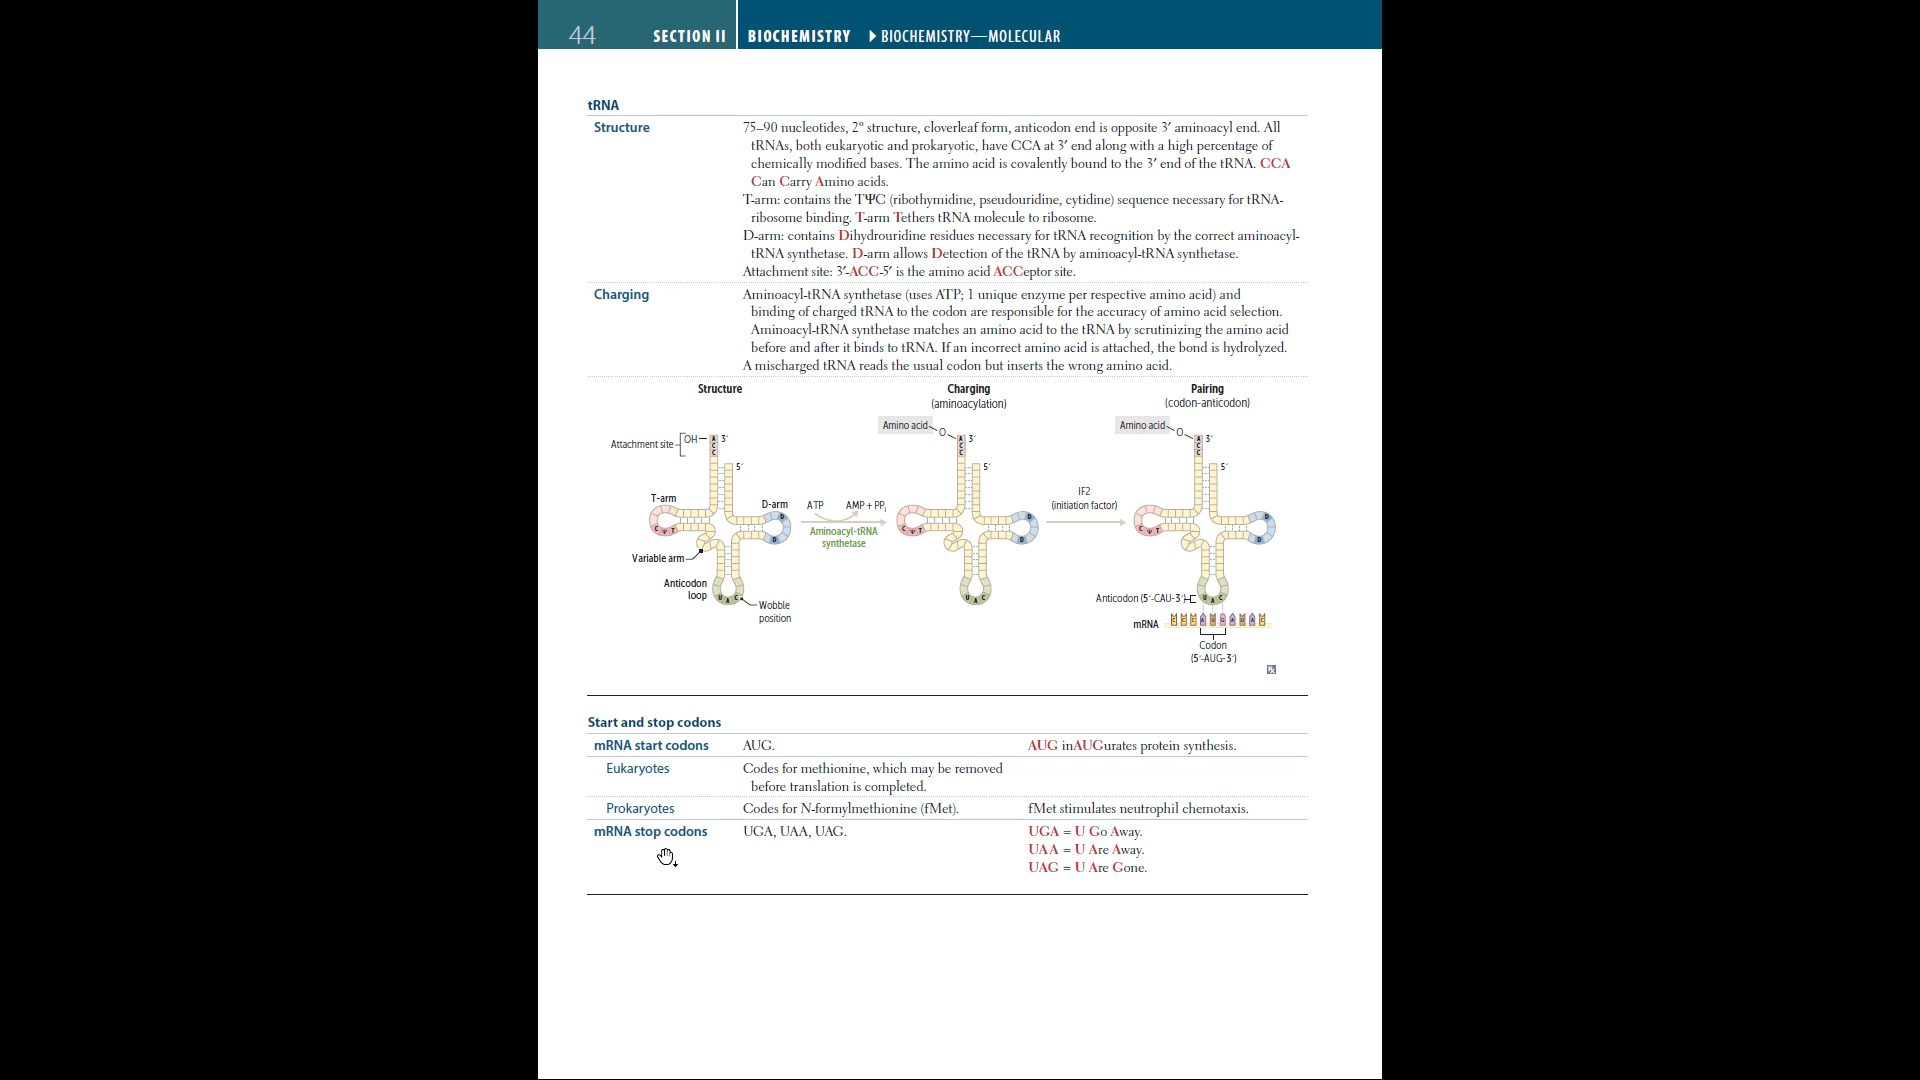 44 SECTION II BIOCHEMISTRY ▶ BIOCHEMISTRY—MOLECULAR
tRNA
Structure 75–90 nucleotides, 2° structure, cloverleaf form, anticodon end is opposite 3′ aminoacyl end. All
tRNAs, both eukaryotic and prokaryotic, have CCA at 3′ end along with a high percentage of
chemically modified bases. The amino acid is covalently bound to the 3′ end of the tRNA. CCA
Can Carry Amino acids.
T-arm: contains the TΨC (ribothymidine, pseudouridine, cytidine) sequence necessary for tRNA-
ribosome binding. T-arm Tethers tRNA molecule to ribosome.
D-arm: contains Dihydrouridine residues necessary for tRNA recognition by the correct aminoacyl-
tRNA synthetase. D-arm allows Detection of the tRNA by aminoacyl-tRNA synthetase.
Attachment site: 3′-ACC-5′ is the amino acid ACCeptor site.
Charging Aminoacyl-tRNA synthetase (uses ATP; 1 unique enzyme per respective amino acid) and
binding of charged tRNA to the codon are responsible for the accuracy of amino acid selection.
Aminoacyl-tRNA synthetase matches an amino acid to the tRNA by scrutinizing the amino acid
before and after it binds to tRNA. If an incorrect amino acid is attached, the bond is hydrolyzed.
A mischarged tRNA reads the usual codon but inserts the wrong amino acid.
Structure
Attachment site
OH
A 3′
C
C
5′
T-arm
D-arm
C Ψ T
D
D
Variable arm
Anticodon
loop
U A C
Wobble
position
ATP AMP + PPi
Aminoacyl-tRNA
synthetase
Charging
(aminoacylation)
Amino acid O
A 3′
C
C
5′
C Ψ T
D
D
U A C
IF2
(initiation factor)
Pairing
(codon-anticodon)
Amino acid O
A 3′
C
C
5′
C Ψ T
D
D
Anticodon (5′-CAU-3′)
U A C
mRNA C C C A U G A U A C
Codon
(5′-AUG-3′)
Start and stop codons
mRNA start codons AUG. AUG inAUGurates protein synthesis.
Eukaryotes Codes for methionine, which may be removed
before translation is completed.
Prokaryotes Codes for N-formylmethionine (fMet). fMet stimulates neutrophil chemotaxis.
mRNA stop codons UGA, UAA, UAG. UGA = U Go Away.
UAA = U Are Away.
UAG = U Are Gone.